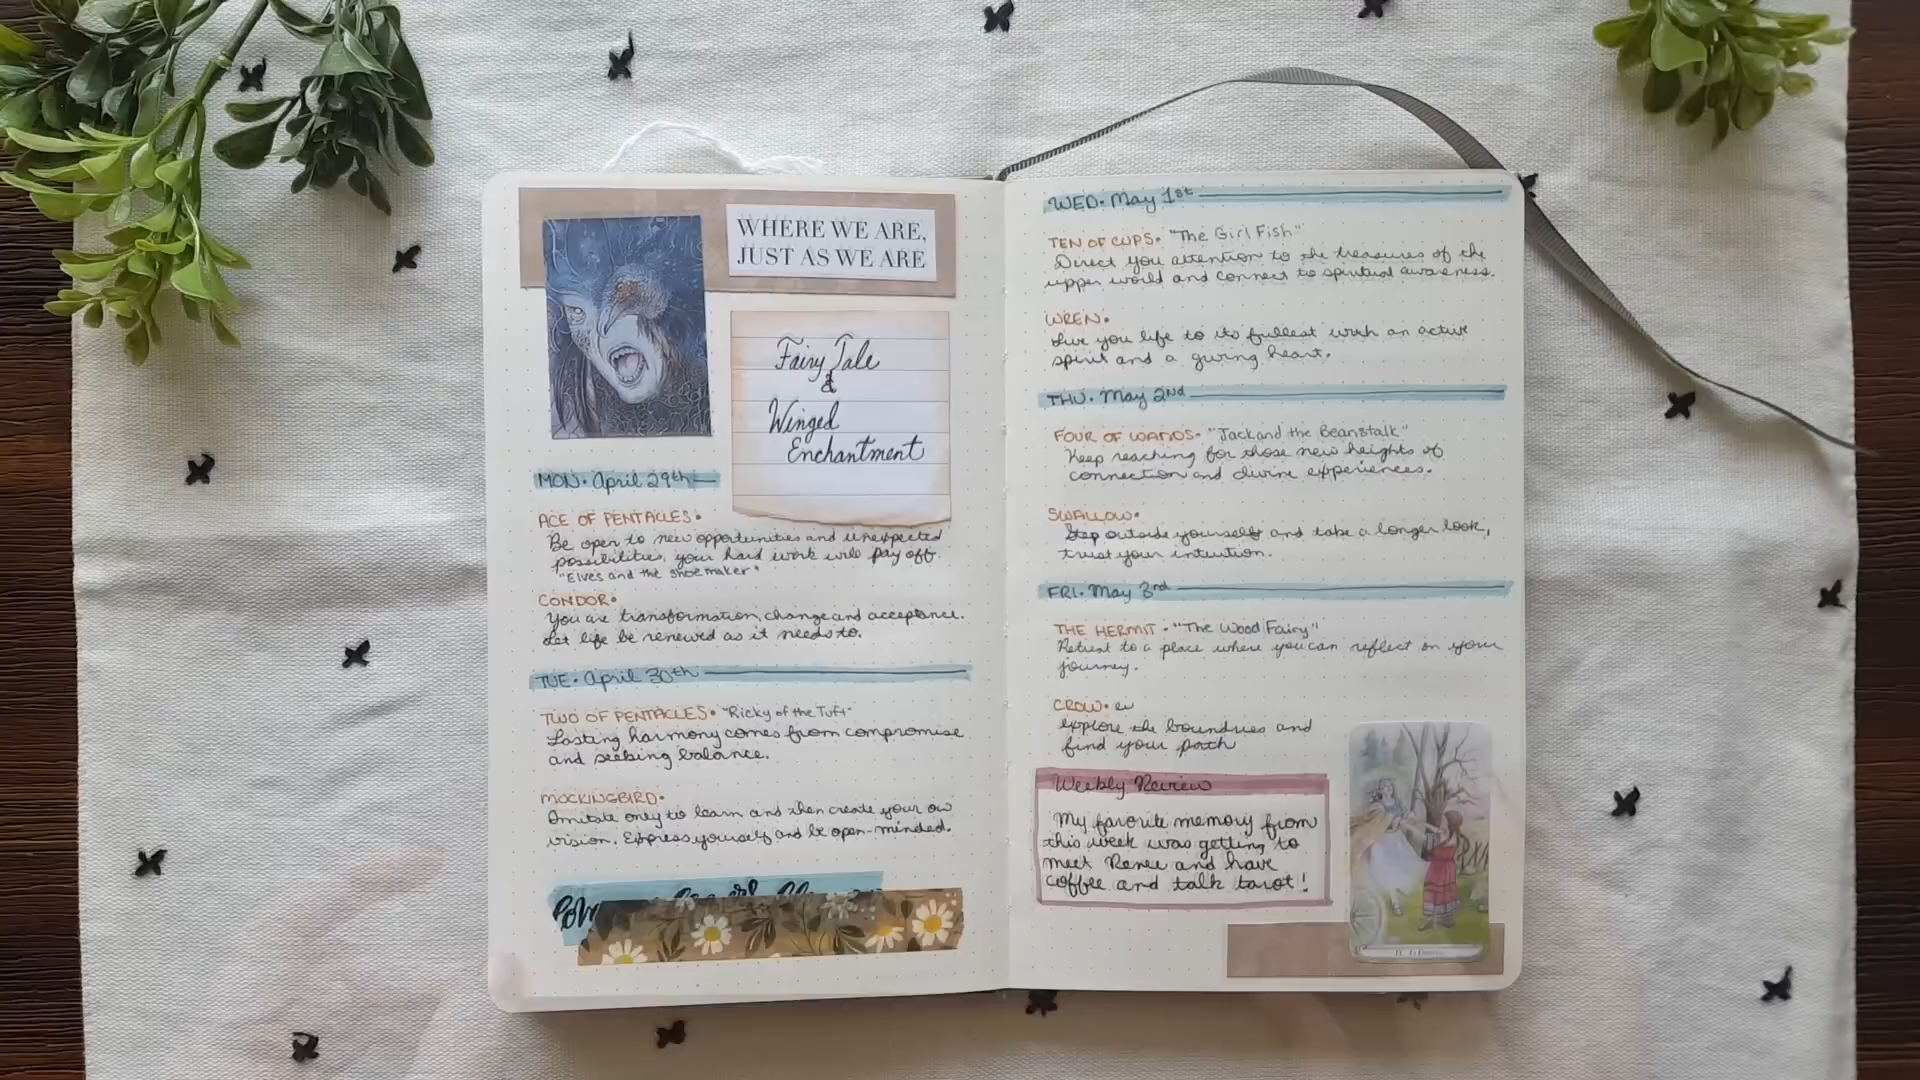 WHERE WE ARE,
JUST AS WE ARE
Fairy Tale
&
Winged
Enchantment
MON • April 29th
ACE OF PENTACLES •
Be open to new opportunities and unexpected
possibilities, your hard work will pay off.
"Elves and the shoemaker"
CONDOR •
You are transformation, change and acceptance.
Let life be renewed as it needs to.
TUE • April 30th
TWO OF PENTACLES • "Ricky of the Tuft"
Lasting harmony comes from compromise
and seeking balance.
MOCKINGBIRD •
Imitate only to learn and then create your own
vision. Express yourself and be open-minded.
WED • May 1st
TEN OF CUPS • "The Girl Fish"
Direct you attention to the treasures of the
upper world and connect to spiritual awareness.
WREN •
Live you life to its fullest with an active
spirit and a giving heart.
THU • May 2nd
FOUR OF WANDS • "Jack and the Beanstalk"
Keep reaching for those new heights of
connection and divine experiences.
SWALLOW •
Step outside yourself and take a longer look,
trust your intuition.
FRI • May 3rd
THE HERMIT • "The Wood Fairy"
Retreat to a place where you can reflect on your
journey.
CROW •
explore the boundries and
find your path
Weekly Review
My favorite memory from
this week was getting to
meet Renee and have
coffee and talk tarot!